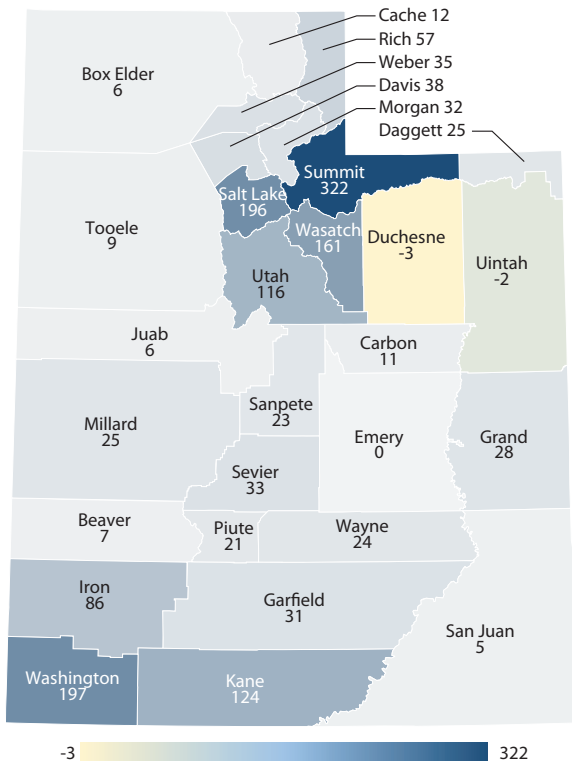 Cache 12
Rich 57
Weber 35
Davis 38
Morgan 32
Daggett 25
Box Elder
6
Summit
322
Salt Lake
196
Tooele
9
Wasatch
161
Duchesne
-3
Uintah
-2
Utah
116
Juab
6
Carbon
11
Sanpete
23
Millard
25
Emery
0
Grand
28
Sevier
33
Beaver
7
Piute
21
Wayne
24
Iron
86
Garfield
31
San Juan
5
Washington
197
Kane
124
-3
322